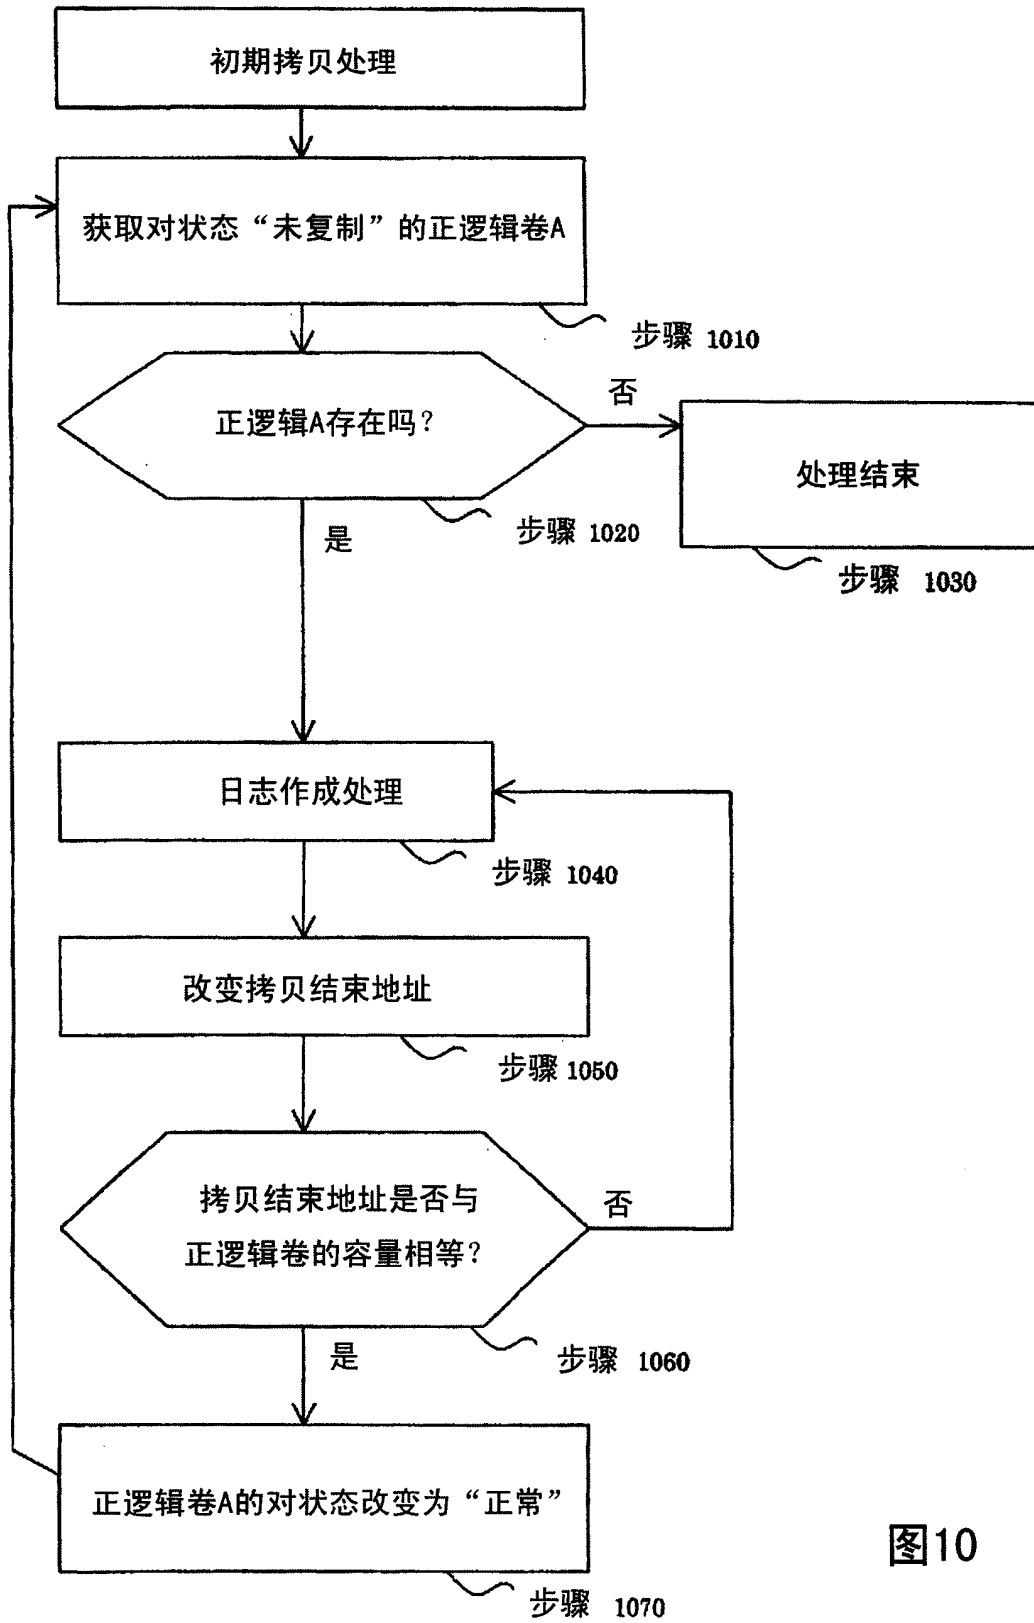 初期拷贝处理
获取对状态“未复制”的正逻辑卷A
步骤 1010
正逻辑A存在吗？
否
处理结束
步骤 1020
是
步骤 1030
日志作成处理
步骤 1040
改变拷贝结束地址
步骤 1050
拷贝结束地址是否与
正逻辑卷的容量相等？
否
是
步骤 1060
正逻辑卷A的对状态改变为“正常”
图10
步骤 1070